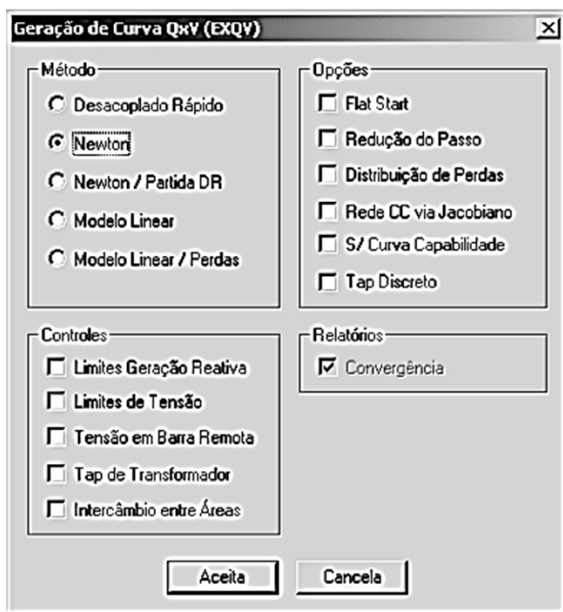 Geração de Curva QxV (EXQV)
Método
Desacoplado Rápido
Newton
Newton / Partida DR
Modelo Linear
Modelo Linear / Perdas
Opções
Flat Start
Redução do Passo
Distribuição de Perdas
Rede CC via Jacobiano
S/ Curva Capabilidade
Tap Discreto
Controles
Limites Geração Reativa
Limites de Tensão
Tensão em Barra Remota
Tap de Transformador
Intercâmbio entre Áreas
Relatórios
Convergência
Aceita
Cancela